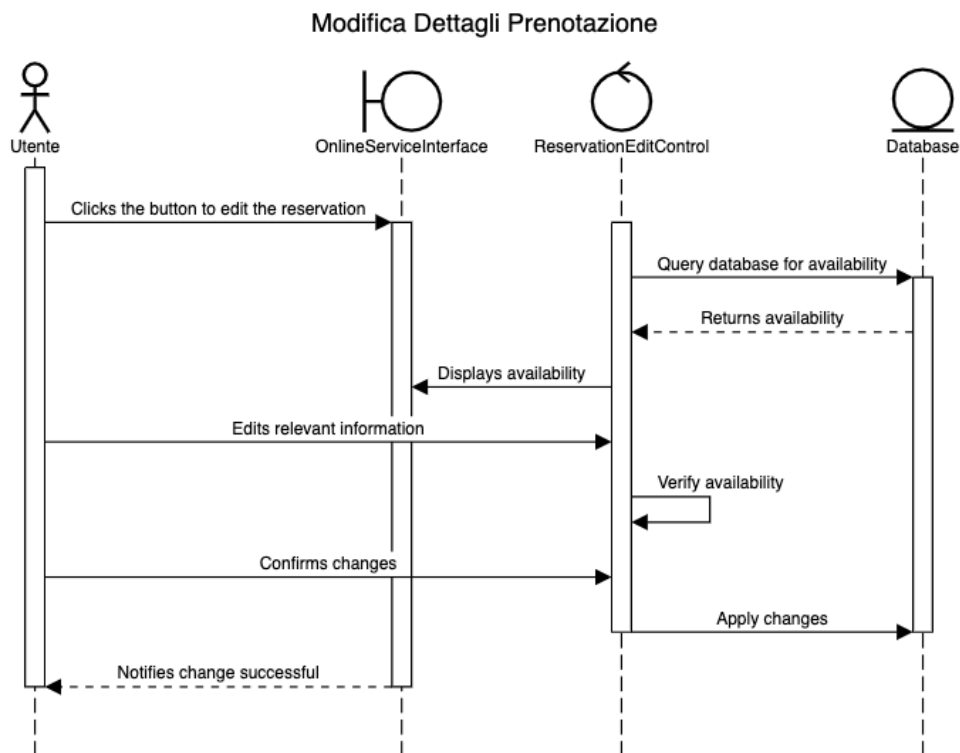 Modifica Dettagli Prenotazione
Utente
OnlineServiceInterface
ReservationEditControl
Database
Clicks the button to edit the reservation
Query database for availability
Returns availability
Displays availability
Edits relevant information
Verify availability
Confirms changes
Apply changes
Notifies change successful